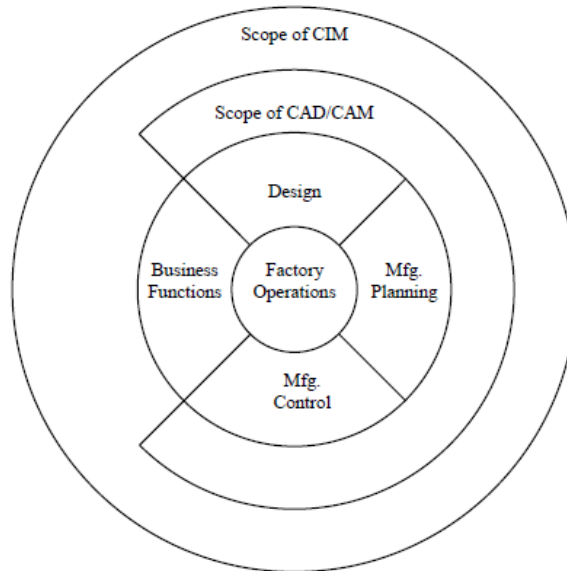 Scope of CIM
Scope of CAD/CAM
Design
Business
Functions
Factory
Operations
Mfg.
Planning
Mfg.
Control